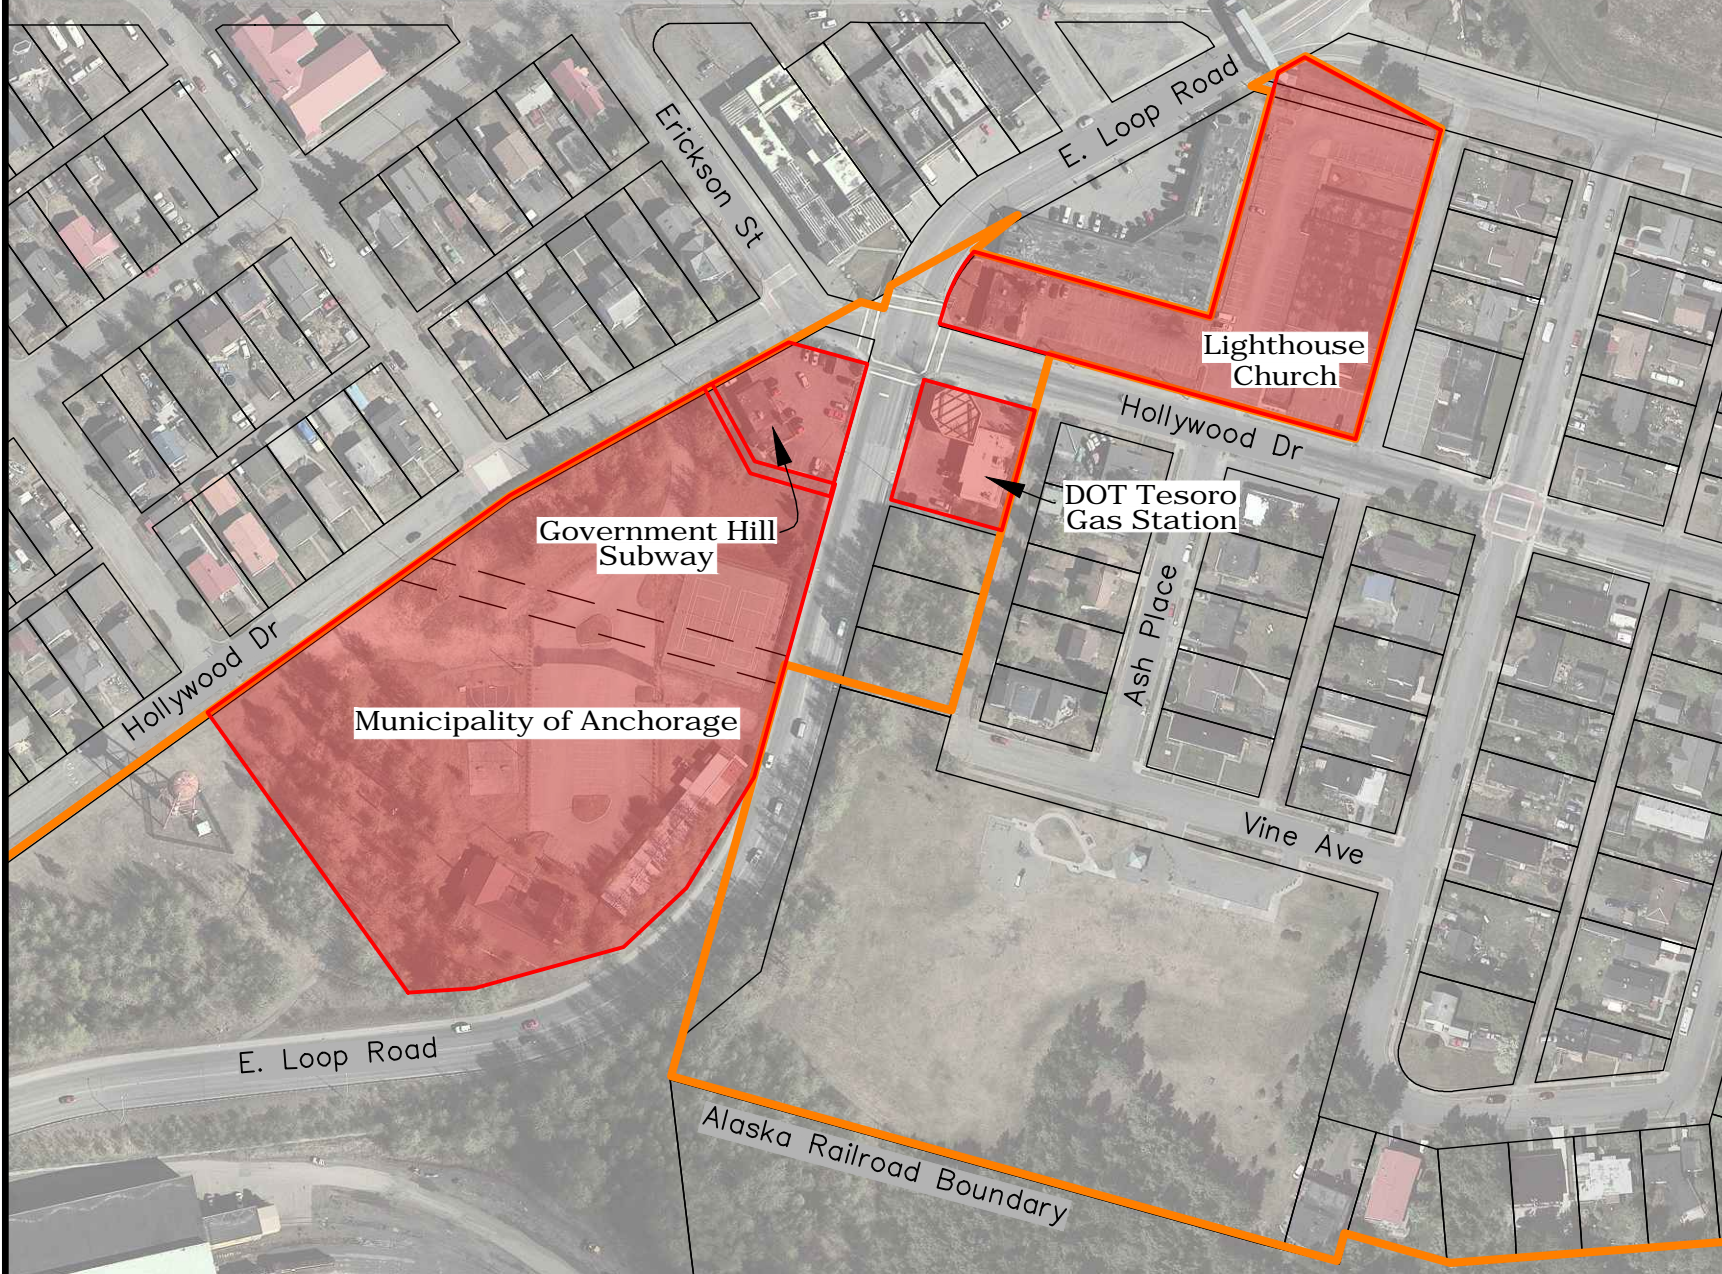 Erickson St
E. Loop Road
Lighthouse
Church
Hollywood Dr
DOT Tesoro
Gas Station
Government Hill
Subway
Ash Place
Hollywood Dr
Municipality of Anchorage
Vine Ave
E. Loop Road
Alaska Railroad Boundary